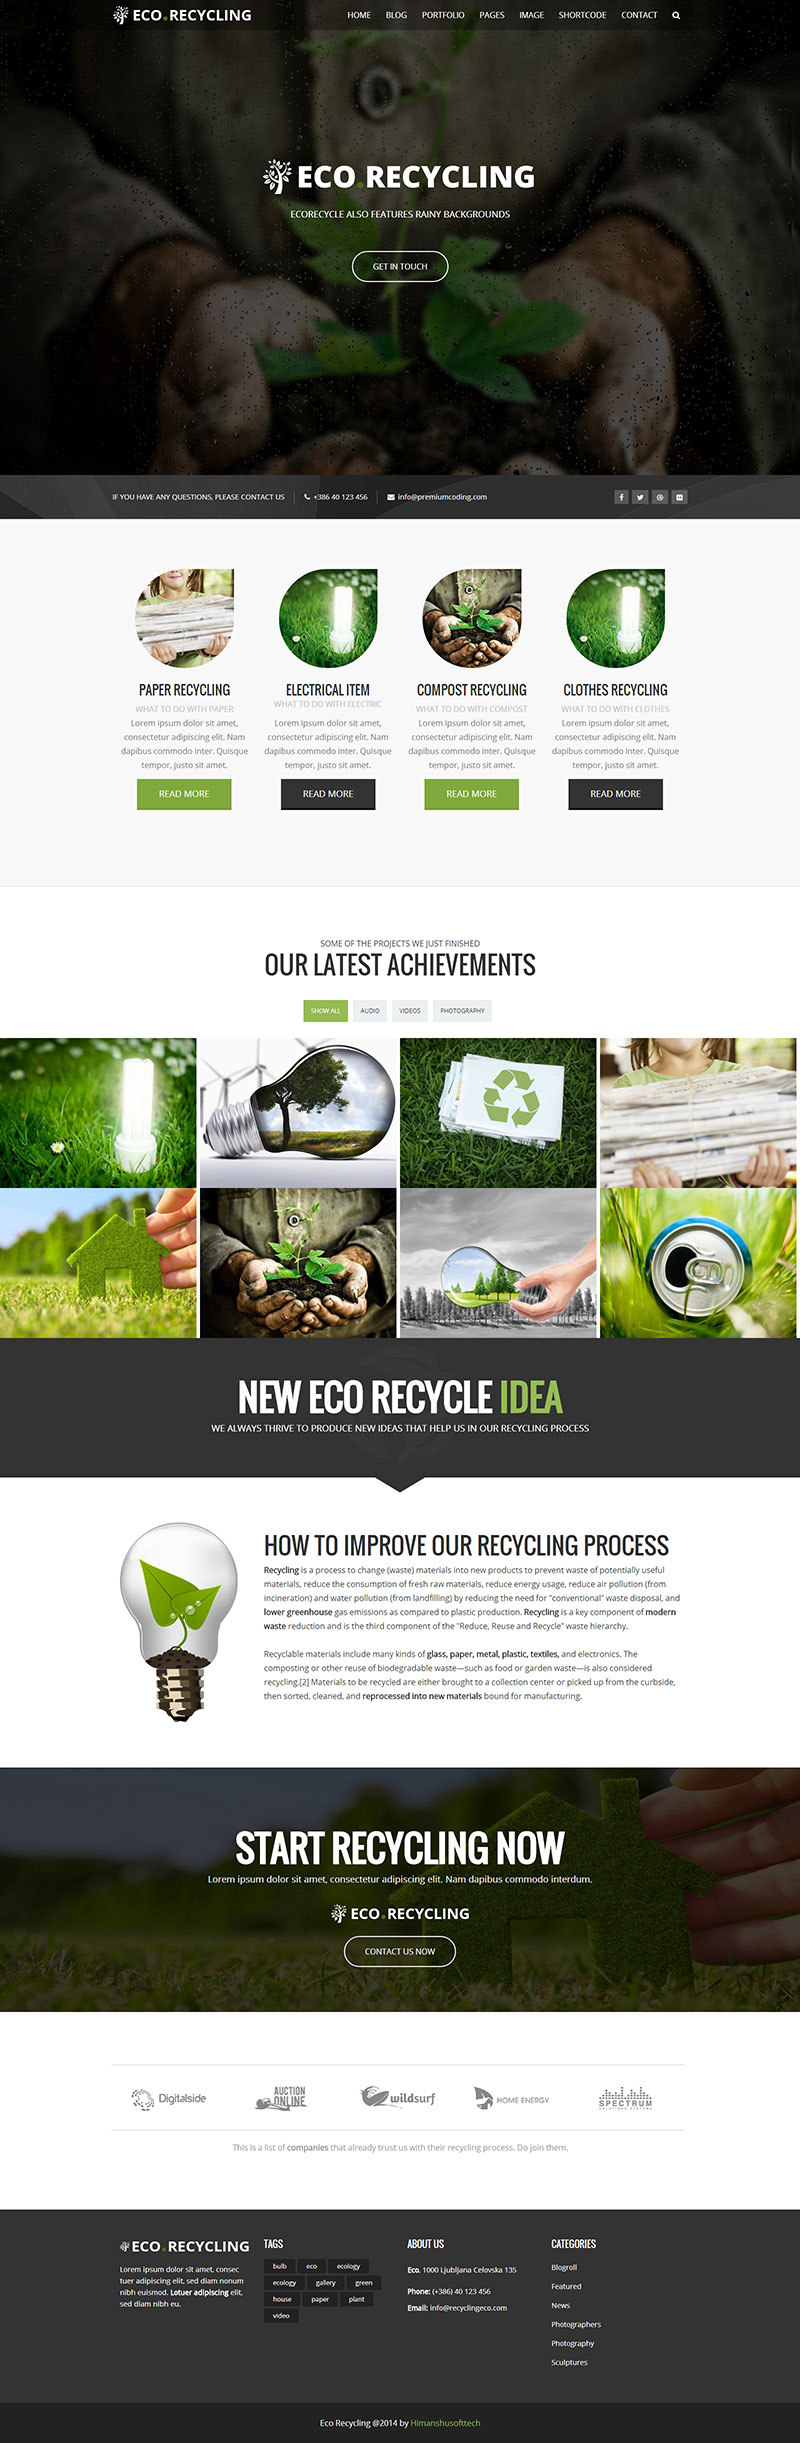 ECO.RECYCLING
HOME BLOG PORTFOLIO PAGES IMAGE SHORTCODE CONTACT
ECO.RECYCLING
ECORECYCLE ALSO FEATURES RAINY BACKGROUNDS
GET IN TOUCH
IF YOU HAVE ANY QUESTIONS, PLEASE CONTACT US
+386 40 123 456
info@premiumcoding.com
PAPER RECYCLING
WHAT TO DO WITH PAPER
Lorem ipsum dolor sit amet,
consectetur adipiscing elit. Nam
dapibus commodo inter. Quisque
tempor, justo sit amet.
READ MORE
ELECTRICAL ITEM
WHAT TO DO WITH ELECTRIC
Lorem ipsum dolor sit amet,
consectetur adipiscing elit. Nam
dapibus commodo inter. Quisque
tempor, justo sit amet.
READ MORE
COMPOST RECYCLING
WHAT TO DO WITH COMPOST
Lorem ipsum dolor sit amet,
consectetur adipiscing elit. Nam
dapibus commodo inter. Quisque
tempor, justo sit amet.
READ MORE
CLOTHES RECYCLING
WHAT TO DO WITH CLOTHES
Lorem ipsum dolor sit amet,
consectetur adipiscing elit. Nam
dapibus commodo inter. Quisque
tempor, justo sit amet.
READ MORE
SOME OF THE PROJECTS WE JUST FINISHED
OUR LATEST ACHIEVEMENTS
SHOW ALL AUDIO VIDEOS PHOTOGRAPHY
NEW ECO RECYCLE IDEA
WE ALWAYS THRIVE TO PRODUCE NEW IDEAS THAT HELP US IN OUR RECYCLING PROCESS
HOW TO IMPROVE OUR RECYCLING PROCESS
Recycling is a process to change (waste) materials into new products to prevent waste of potentially useful
materials, reduce the consumption of fresh raw materials, reduce energy usage, reduce air pollution (from
incineration) and water pollution (from landfilling) by reducing the need for "conventional" waste disposal, and
lower greenhouse gas emissions as compared to plastic production. Recycling is a key component of modern
waste reduction and is the third component of the "Reduce, Reuse and Recycle" waste hierarchy.
Recyclable materials include many kinds of glass, paper, metal, plastic, textiles, and electronics. The
composting or other reuse of biodegradable waste—such as food or garden waste—is also considered
recycling.[2] Materials to be recycled are either brought to a collection center or picked up from the curbside,
then sorted, cleaned, and reprocessed into new materials bound for manufacturing.
START RECYCLING NOW
Lorem ipsum dolor sit amet, consectetur adipiscing elit. Nam dapibus commodo interdum.
ECO.RECYCLING
CONTACT US NOW
Digitalside
AUCTION
ONLINE
wildsurf
HOME ENERGY
SPECTRUM
SOLUTIONS SYSTEMS
This is a list of companies that already trust us with their recycling process. Do join them.
ECO.RECYCLING
Lorem ipsum dolor sit amet, consec
tuer adipiscing elit, sed diam nonum
nibh euismod. Lotuer adipiscing elit,
sed diam nibh eu.
TAGS
bulb eco ecology
ecology gallery green
house paper plant
video
ABOUT US
Eco, 1000 Ljubljana Celovska 135
Phone: (+386) 40 123 456
Email: info@recyclingeco.com
CATEGORIES
Blogroll
Featured
News
Photographers
Photography
Sculptures
Eco Recycling @2014 by Himanshusofttech